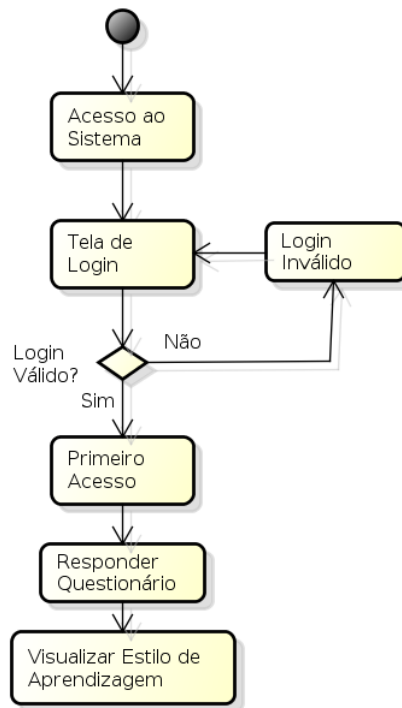 Acesso ao
Sistema
Tela de
Login
Login
Inválido
Login
Válido?
Não
Sim
Primeiro
Acesso
Responder
Questionário
Visualizar Estilo de
Aprendizagem